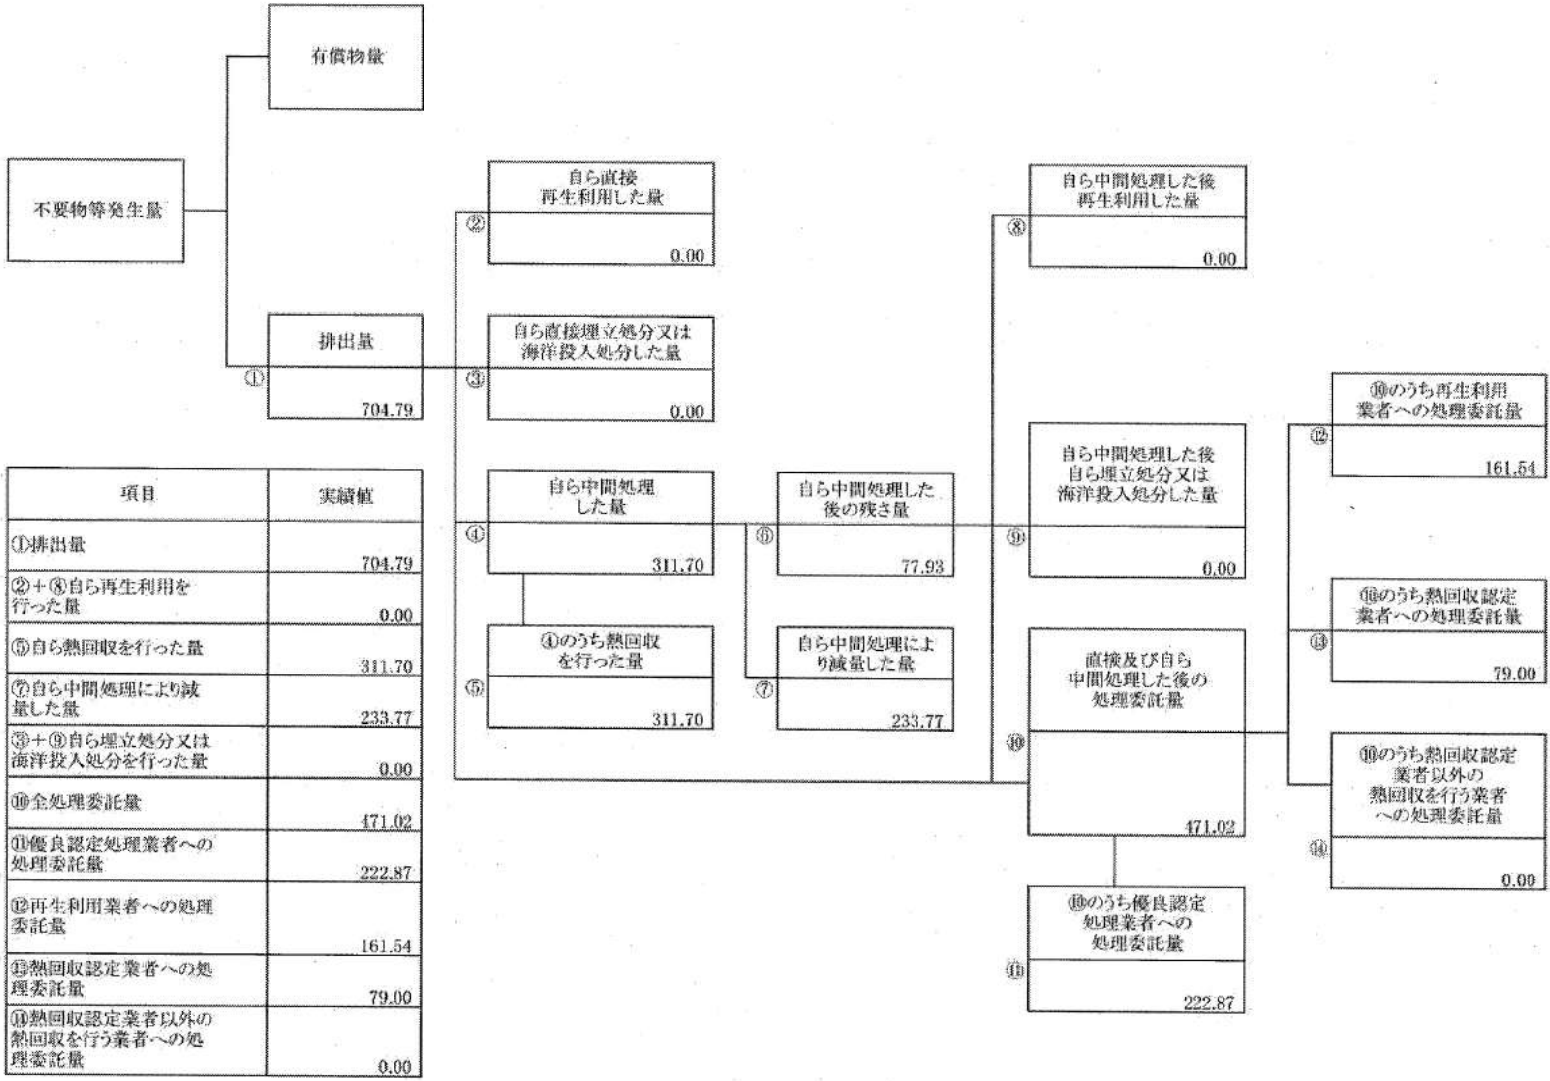 有償物量
不要物等発生量
排出量
①
704.79
自ら直接
再生利用した量
②
0.00
自ら直接埋立処分又は
海洋投入処分した量
③
0.00
自ら中間処理
した量
④
311.70
④のうち熱回収
を行った量
⑤
311.70
自ら中間処理した
後の残さ量
⑥
77.93
自ら中間処理によ
り減量した量
⑦
233.77
自ら中間処理した後
再生利用した量
⑧
0.00
自ら中間処理した後
自ら埋立処分又は
海洋投入処分した量
⑨
0.00
直接及び自ら
中間処理した後の
処理委託量
⑩
471.02
⑩のうち優良認定
処理業者への
処理委託量
⑪
222.87
⑩のうち再生利用
業者への処理委託量
⑫
161.54
⑩のうち熱回収認定
業者への処理委託量
⑬
79.00
⑩のうち熱回収認定
業者以外の
熱回収を行う業者
への処理委託量
⑭
0.00
項目 実績値
①排出量
704.79
②+⑧自ら再生利用を
行った量
0.00
⑤自ら熱回収を行った量
311.70
⑦自ら中間処理により減
量した量
233.77
③+⑨自ら埋立処分又は
海洋投入処分を行った量
0.00
⑩全処理委託量
471.02
⑪優良認定処理業者への
処理委託量
222.87
⑫再生利用業者への処理
委託量
161.54
⑬熱回収認定業者への処
理委託量
79.00
⑭熱回収認定業者以外の
熱回収を行う業者への処
理委託量
0.00